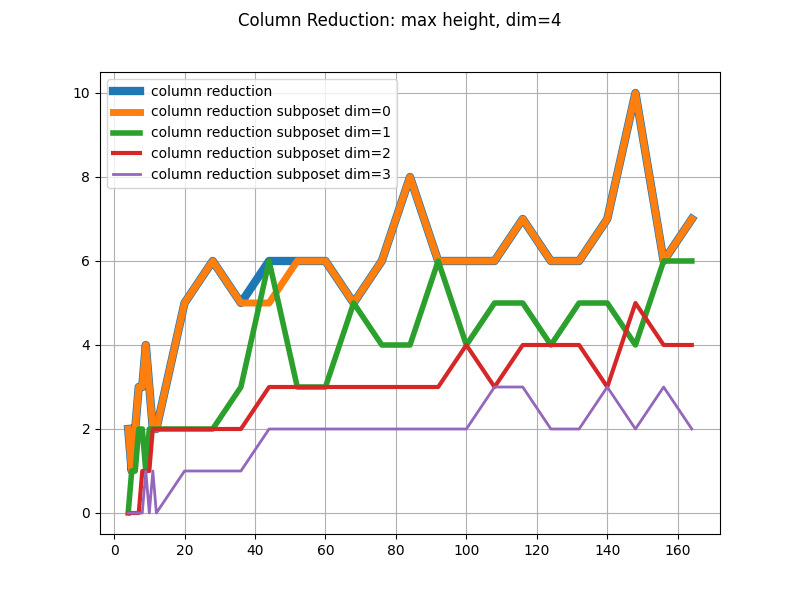 Column Reduction: max height, dim=4
column reduction
column reduction subposet dim=0
column reduction subposet dim=1
column reduction subposet dim=2
column reduction subposet dim=3
10
8
6
4
2
0
0 20 40 60 80 100 120 140 160